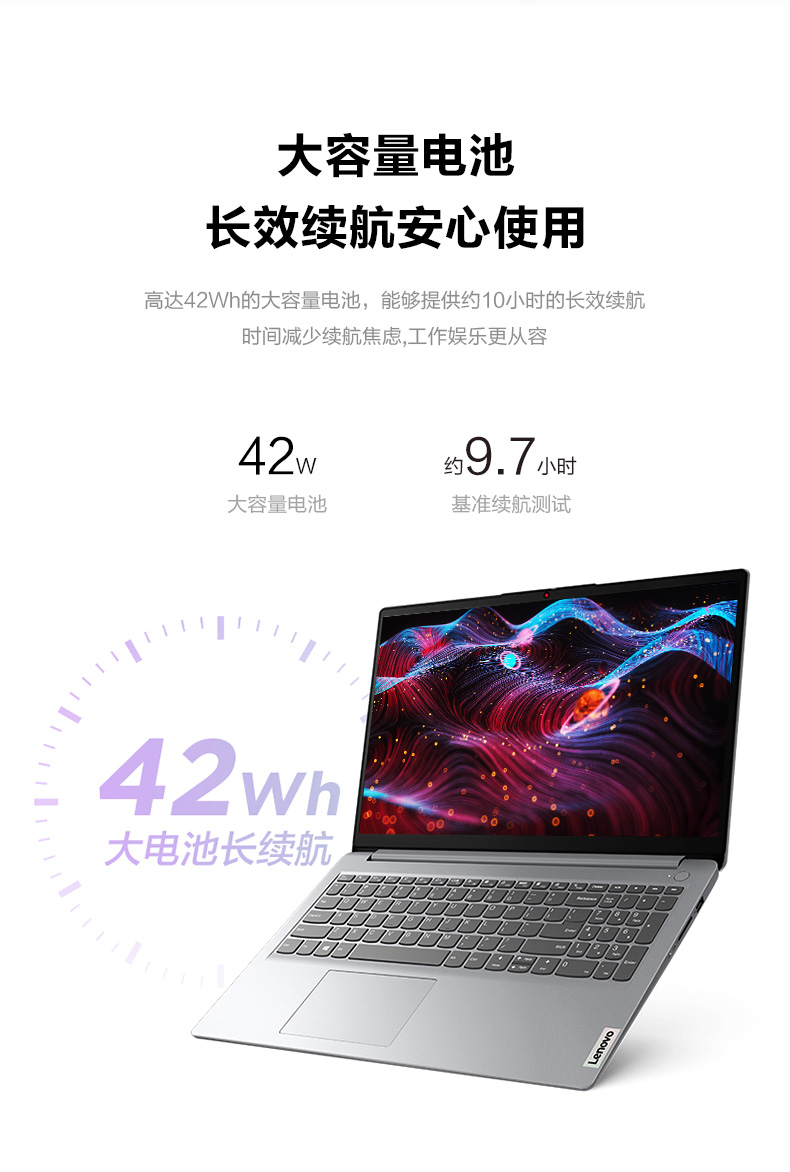 大容量电池
长效续航安心使用
高达42Wh的大容量电池，能够提供约10小时的长效续航
时间减少续航焦虑,工作娱乐更从容
42W
约9.7小时
大容量电池
基准续航测试
42Wh
大电池长续航
Lenovo